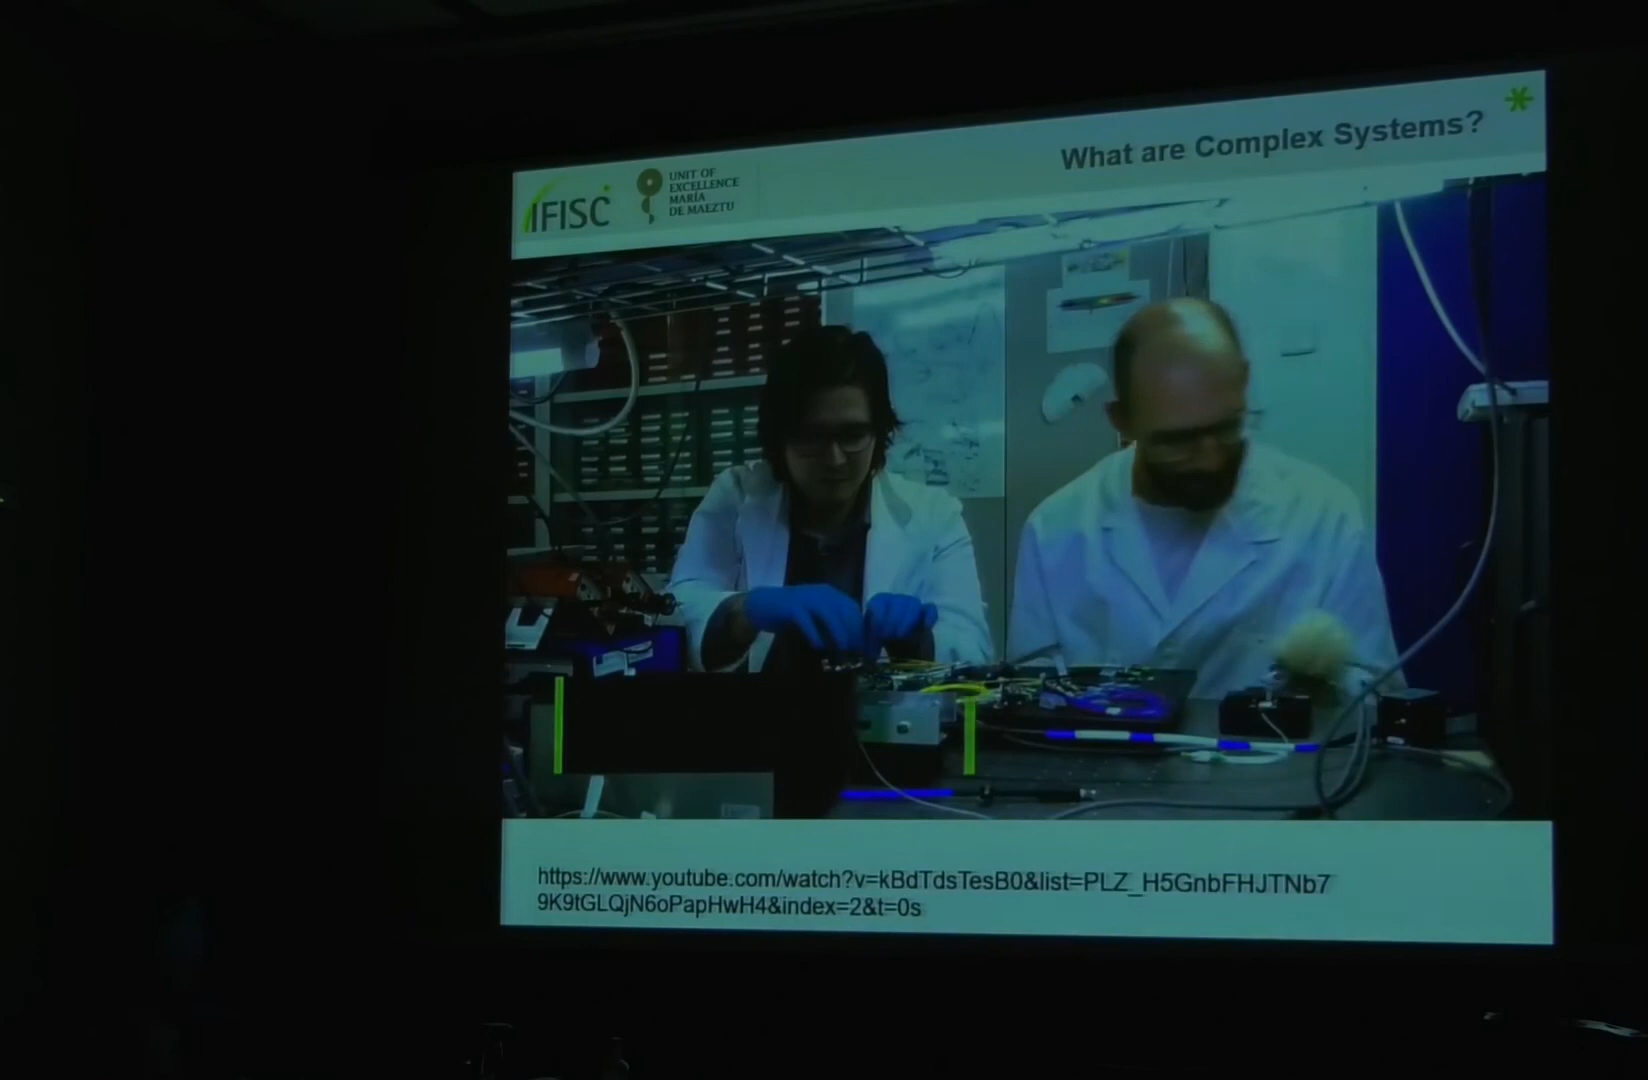 What are Complex Systems?
IFISC
UNIT OF
EXCELLENCE
MARÍA
DE MAEZTU
https://www.youtube.com/watch?v=kBdTdsTesB0&list=PLZ_H5GnbFHJTNb7
9K9tGLQjN6oPapHwH4&index=2&t=0s